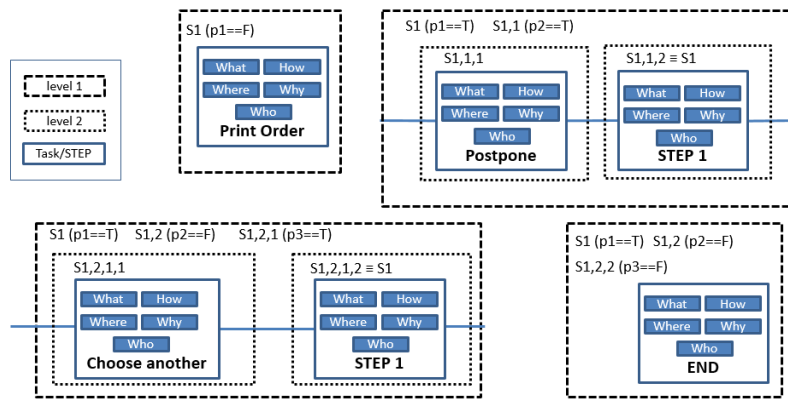 level 1
level 2
Task/STEP
S1 (p1==F)
What How
Where Why
Who
Print Order
S1 (p1==T) S1,1 (p2==T)
S1,1,1
What How
Where Why
Who
Postpone
S1,1,2 ≡ S1
What How
Where Why
Who
STEP 1
S1 (p1==T) S1,2 (p2==F) S1,2,1 (p3==T)
S1,2,1,1
What How
Where Why
Who
Choose another
S1,2,1,2 ≡ S1
What How
Where Why
Who
STEP 1
S1 (p1==T) S1,2 (p2==F)
S1,2,2 (p3==F)
What How
Where Why
Who
END